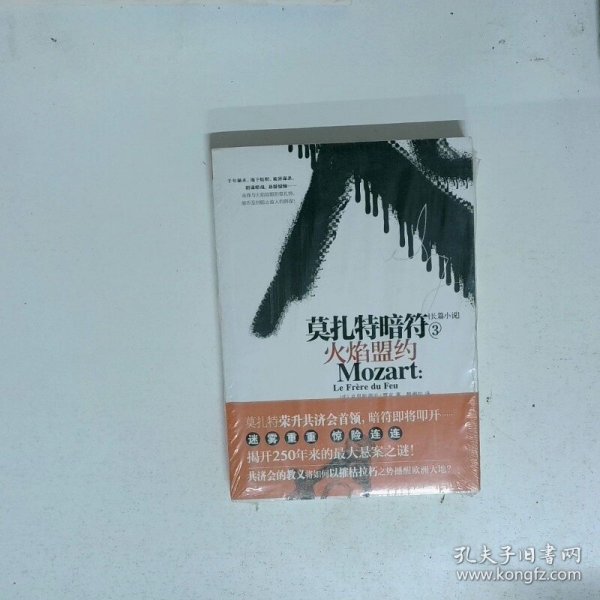 莫扎特暗符3
[长篇小说]
火焰盟约
Mozart:
Le Frère du Feu
莫扎特荣升共济会首领,暗符即将叩开……
迷雾重重 惊险连连
揭开250年来的最大悬案之谜!
共济会的教义将如何以摧枯拉朽之势撼醒欧洲大地?
孔夫子旧书网
www.kongfz.com